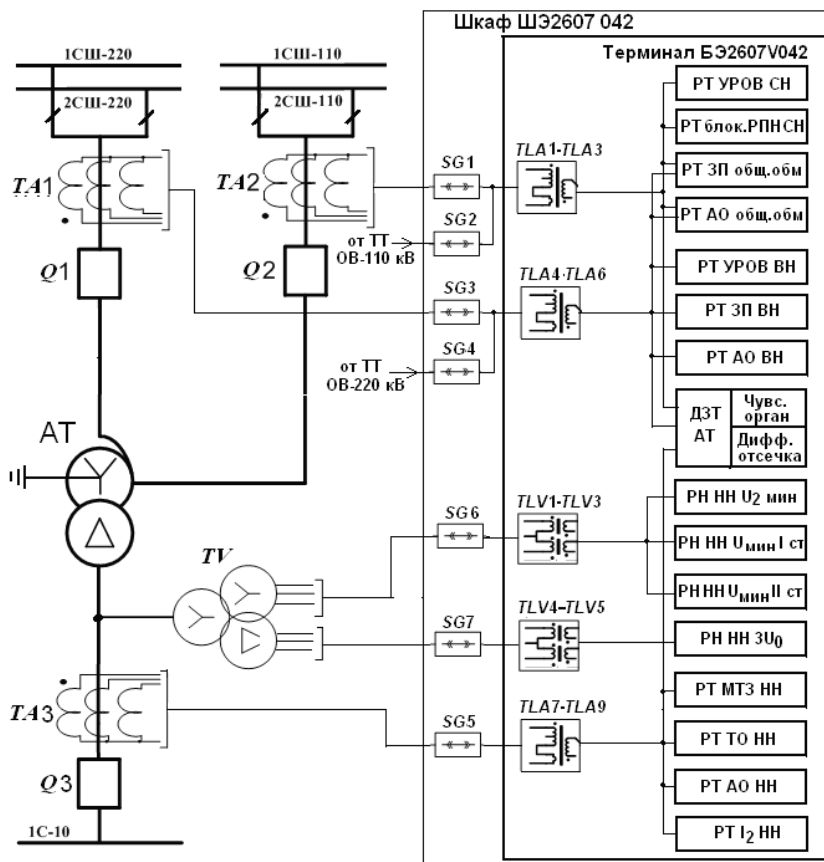 Шкаф ШЭ2607 042
1СШ-220
1СШ-110
Терминал БЭ2607V042
2СШ-220
2СШ-110
РТ УРОВ СН
РТ блок.РПН СН
РТ ЗП общ.обм
РТ АО общ.обм
РТ УРОВ ВН
РТ ЗП ВН
РТ АО ВН
ДЗТ
АТ
Чувс.
орган
Дифф.
отсечка
РН НН U2 мин
РН НН Uмин I ст
РН НН Uмин II ст
РН НН 3U0
РТ МТЗ НН
РТ ТО НН
РТ АО НН
РТ I2 НН
TA1
TA2
SG1
TLA1-TLA3
SG2
от ТТ
ОВ-110 кВ
Q1
Q2
SG3
TLA4-TLA6
SG4
от ТТ
ОВ-220 кВ
АТ
SG6
TLV1-TLV3
TV
SG7
TLV4-TLV5
TA3
SG5
TLA7-TLA9
Q3
1С-10